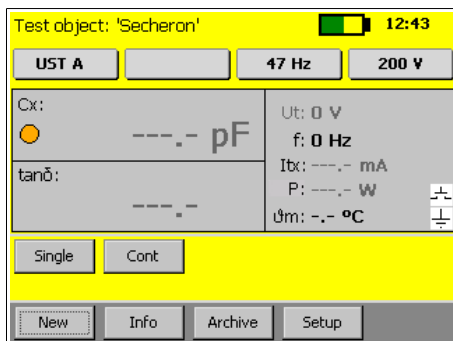 Test object: 'Secheron' 12:43
UST A 47 Hz 200 V
Cx:
---.- pF
tanδ:
---.-
Ut: 0 V
f: 0 Hz
Itx: ---.- mA
P: ---.- W
ϑm: -.- ºC
Single Cont
New Info Archive Setup